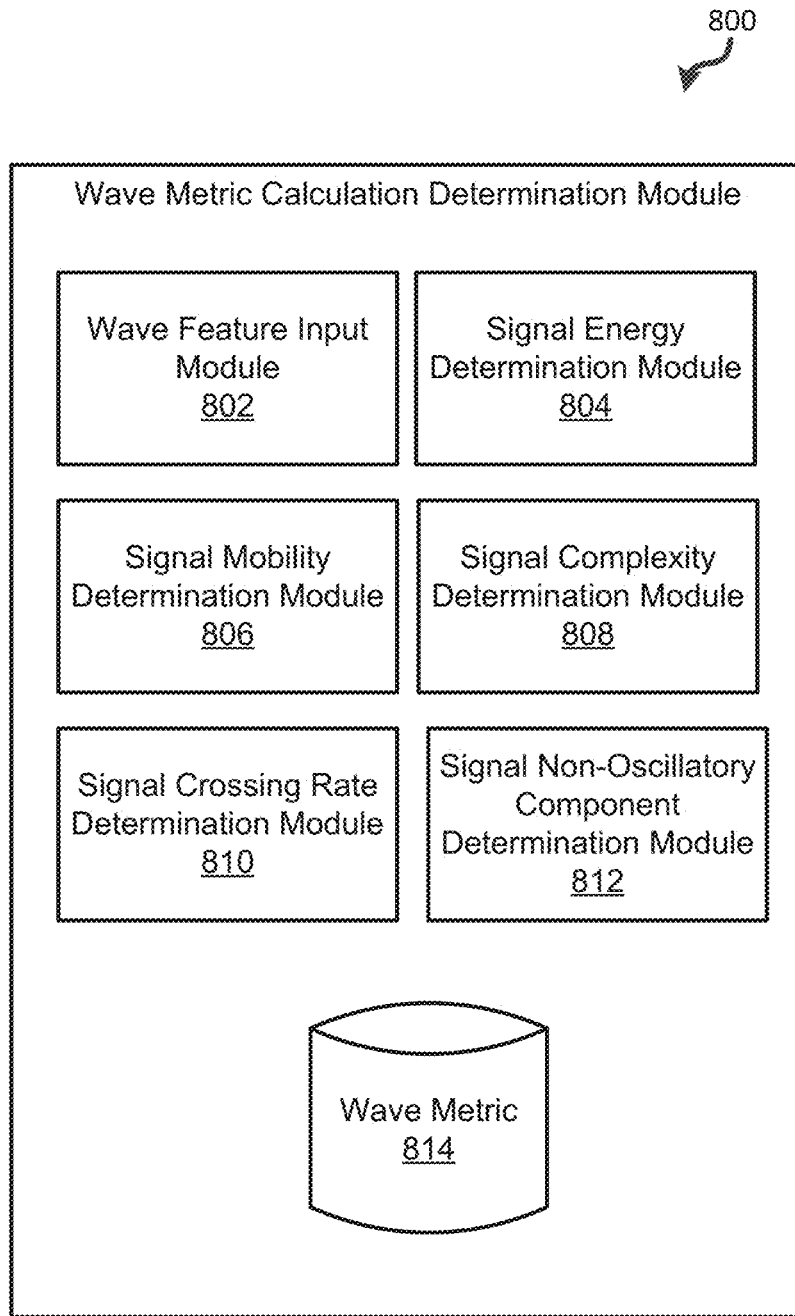 800
Wave Metric Calculation Determination Module
Wave Feature Input
Module
802
Signal Energy
Determination Module
804
Signal Mobility
Determination Module
806
Signal Complexity
Determination Module
808
Signal Crossing Rate
Determination Module
810
Signal Non-Oscillatory
Component
Determination Module
812
Wave Metric
814